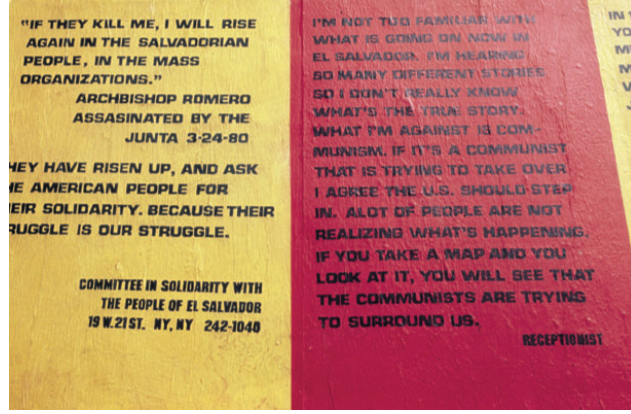 "IF THEY KILL ME, I WILL RISE
AGAIN IN THE SALVADORIAN
PEOPLE, IN THE MASS
ORGANIZATIONS."
ARCHBISHOP ROMERO
ASSASINATED BY THE
JUNTA 3-24-80
HEY HAVE RISEN UP, AND ASK
HE AMERICAN PEOPLE FOR
EIR SOLIDARITY. BECAUSE THEIR
RUGGLE IS OUR STRUGGLE.
COMMITTEE IN SOLIDARITY WITH
THE PEOPLE OF EL SALVADOR
19 W. 21 ST. NY, NY 242-1040
I'M NOT TOO FAMILIAR WITH
WHAT IS GOING ON NOW IN
EL SALVADOR. I'M HEARING
SO MANY DIFFERENT STORIES
SO I DON'T REALLY KNOW
WHAT'S THE TRUE STORY.
WHAT I'M AGAINST IS COM-
MUNISM. IF IT'S A COMMUNIST
THAT IS TRYING TO TAKE OVER
I AGREE THE U.S. SHOULD STEP
IN. ALOT OF PEOPLE ARE NOT
REALIZING WHAT'S HAPPENING.
IF YOU TAKE A MAP AND YOU
LOOK AT IT, YOU WILL SEE THAT
THE COMMUNISTS ARE TRYING
TO SURROUND US.
RECEPTIONIST
IN
YO